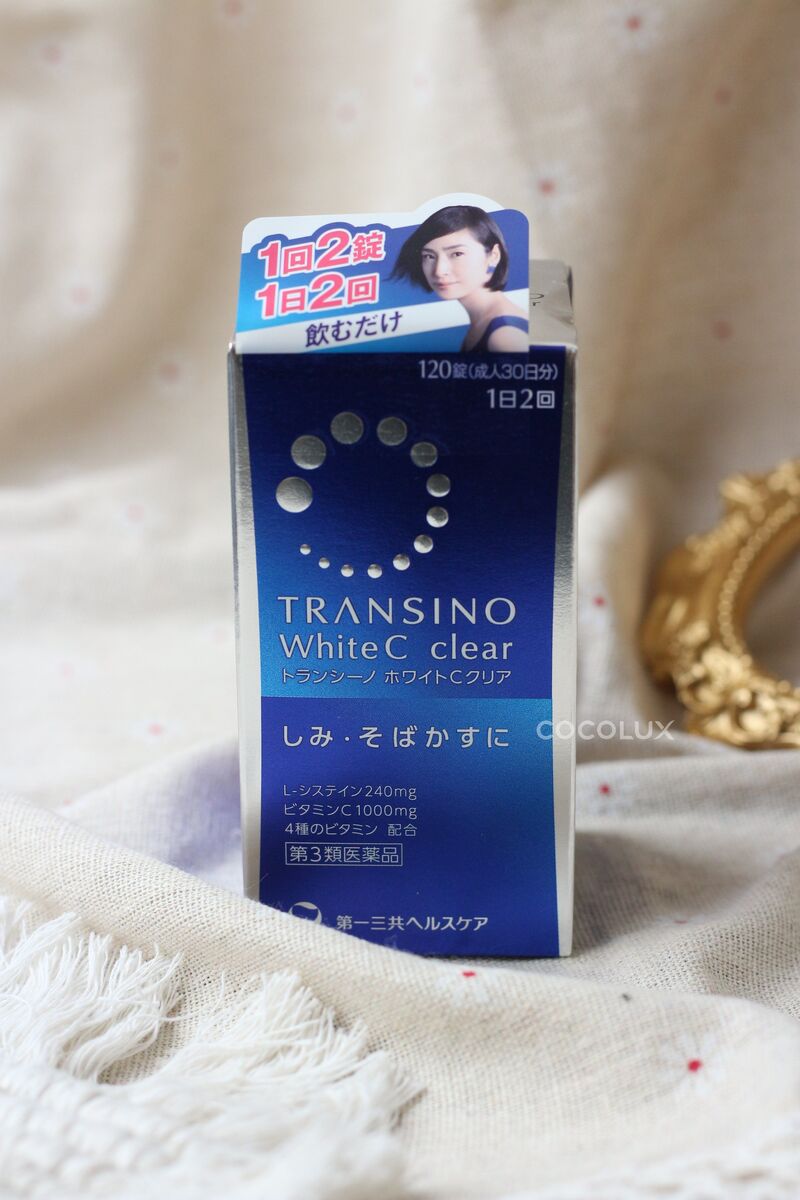 1回2錠
1日2回
飲むだけ
120錠(成人30日分)
1日2回
TRANSINO
White C clear
トランシーノ ホワイトCクリア
しみ・そばかすに
COCOLUX
L-システイン240mg
ビタミンC1000mg
4種のビタミン 配合
第3類医薬品
第一三共ヘルスケア